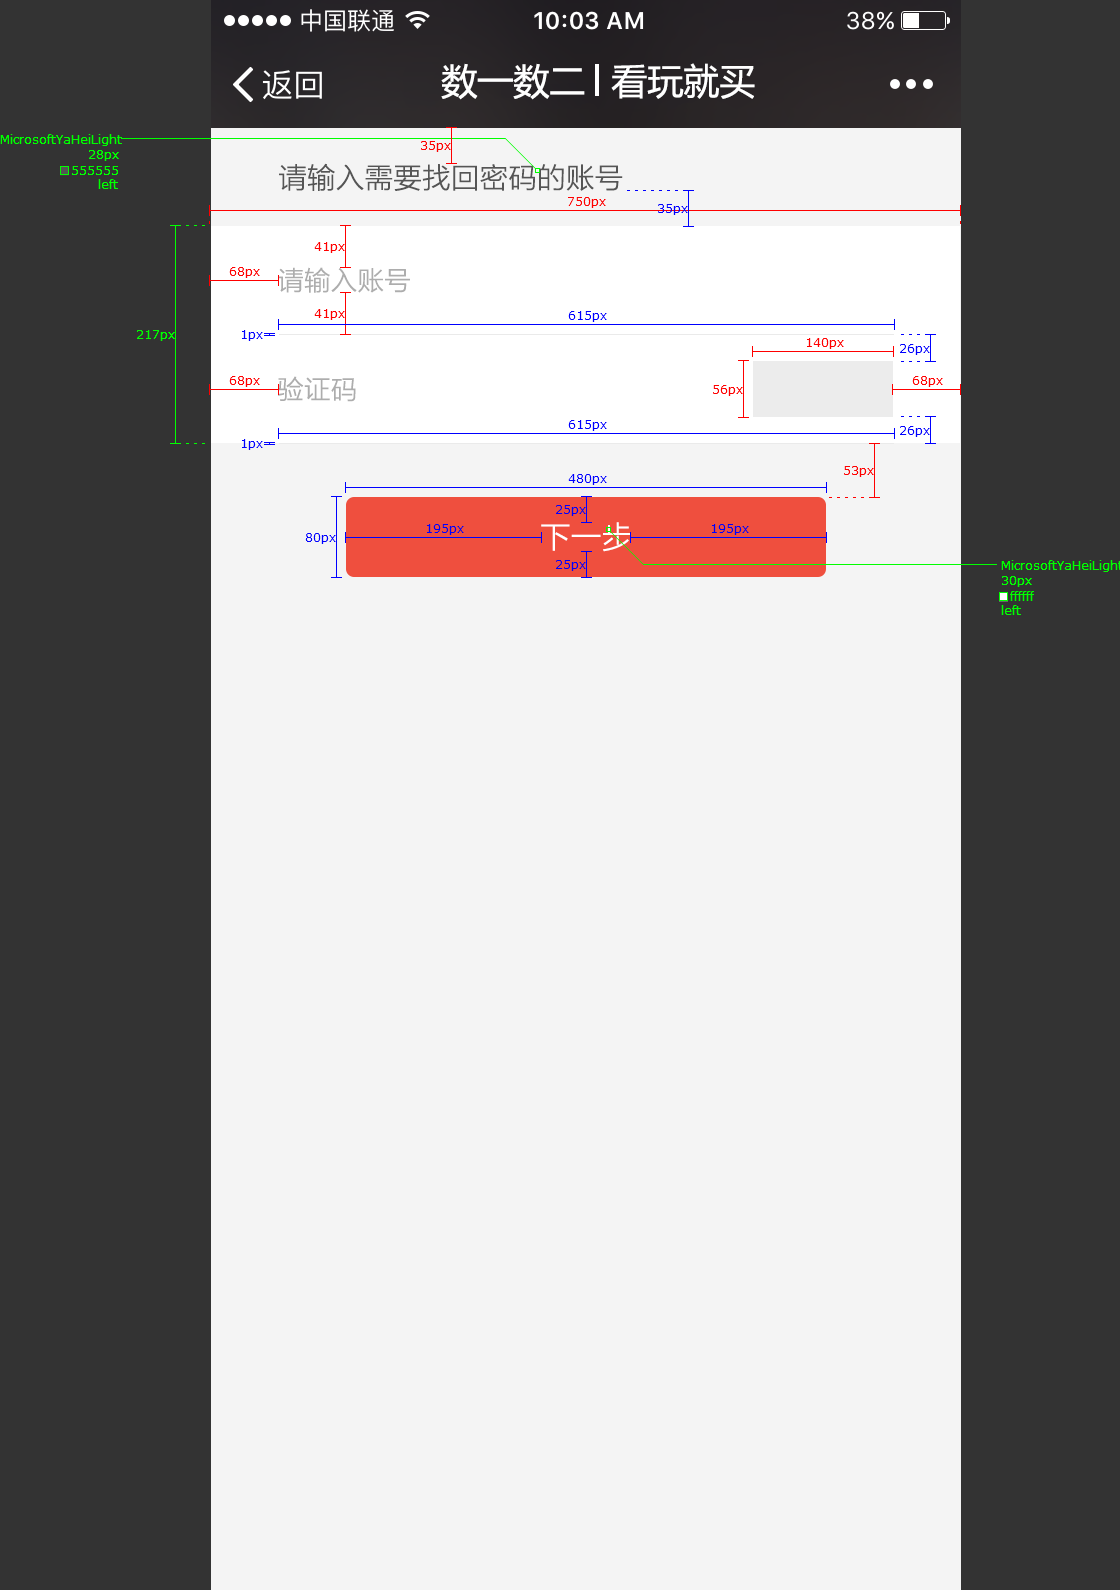 中国联通 10:03 AM 38%
返回 数一数二 | 看玩就买
MicrosoftYaHeiLight
28px
555555
left
35px
请输入需要找回密码的账号
750px
35px
41px
68px
请输入账号
41px
615px
217px
1px
140px
26px
68px
验证码
56px
68px
615px
26px
1px
53px
480px
25px
195px
下一步
195px
80px
25px
MicrosoftYaHeiLight
30px
ffffff
left